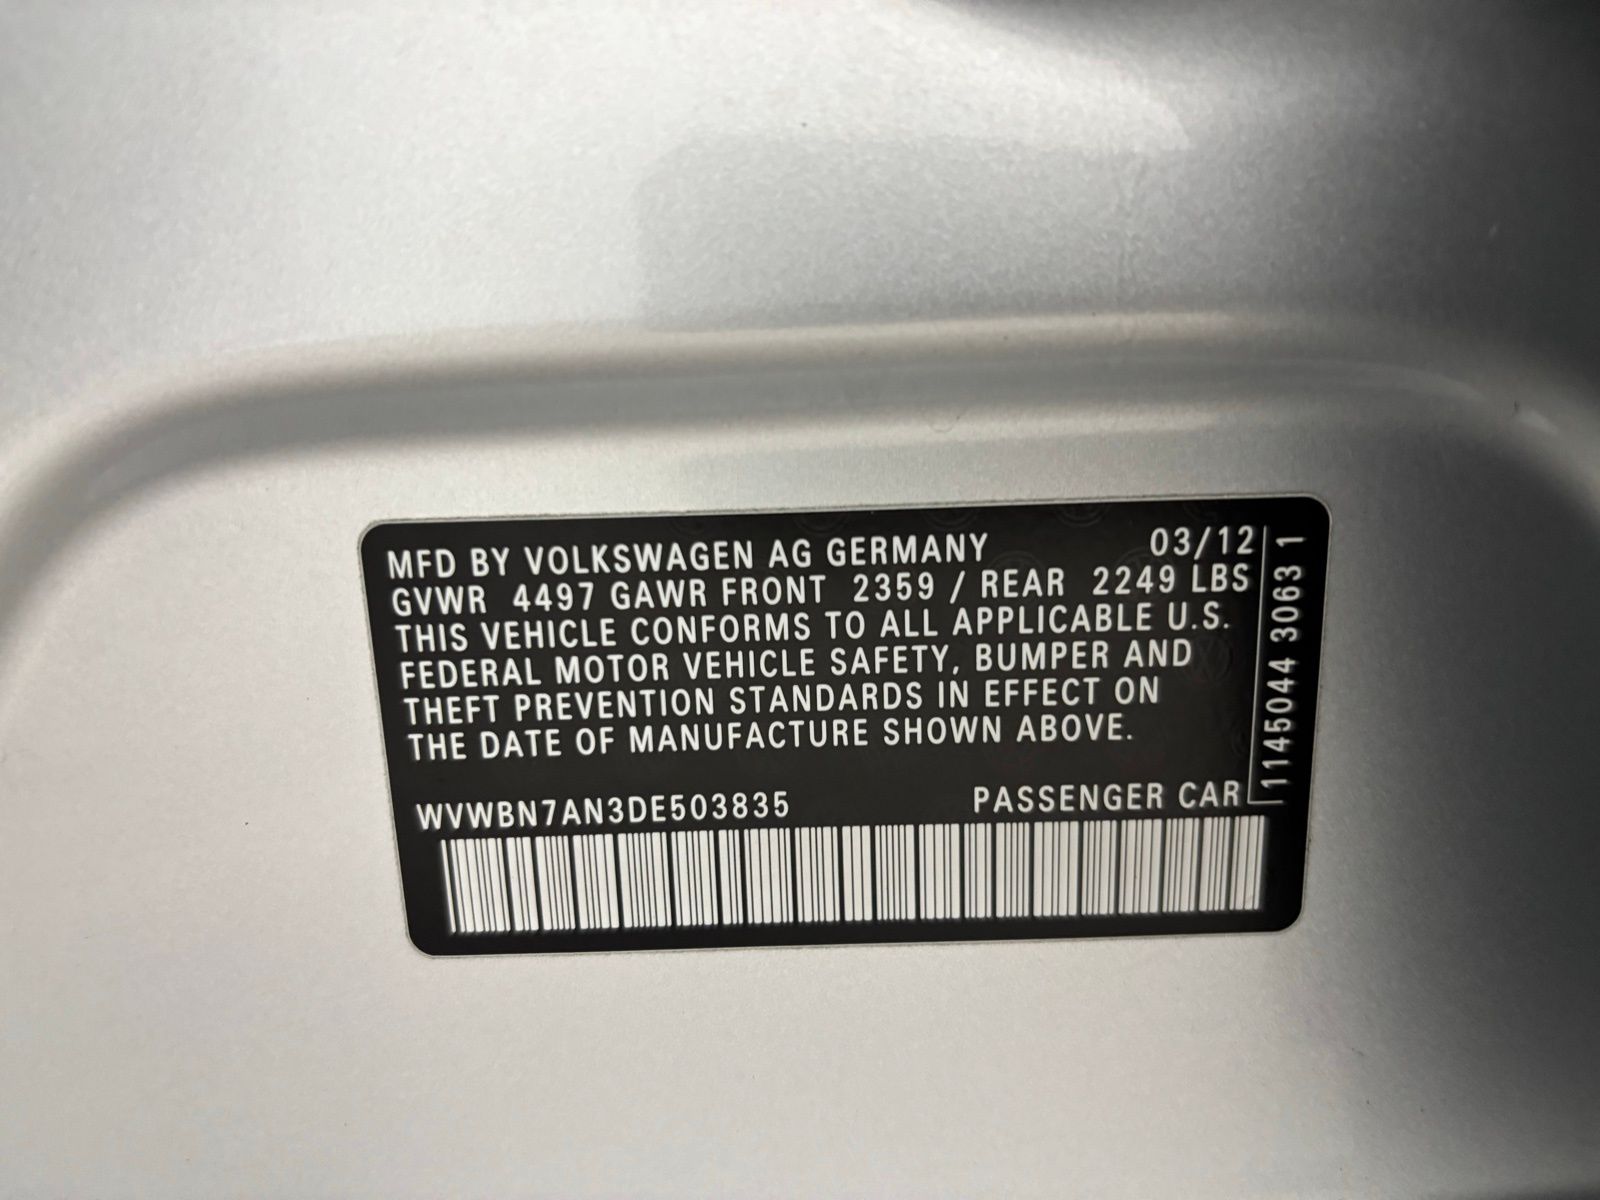 MFD BY VOLKSWAGEN AG GERMANY 03/12
GVWR 4497 GAWR FRONT 2359 / REAR 2249 LBS
THIS VEHICLE CONFORMS TO ALL APPLICABLE U.S.
FEDERAL MOTOR VEHICLE SAFETY, BUMPER AND
THEFT PREVENTION STANDARDS IN EFFECT ON
THE DATE OF MANUFACTURE SHOWN ABOVE.
WVWBN7AN3DE503835 PASSENGER CAR
1145044 3063 1